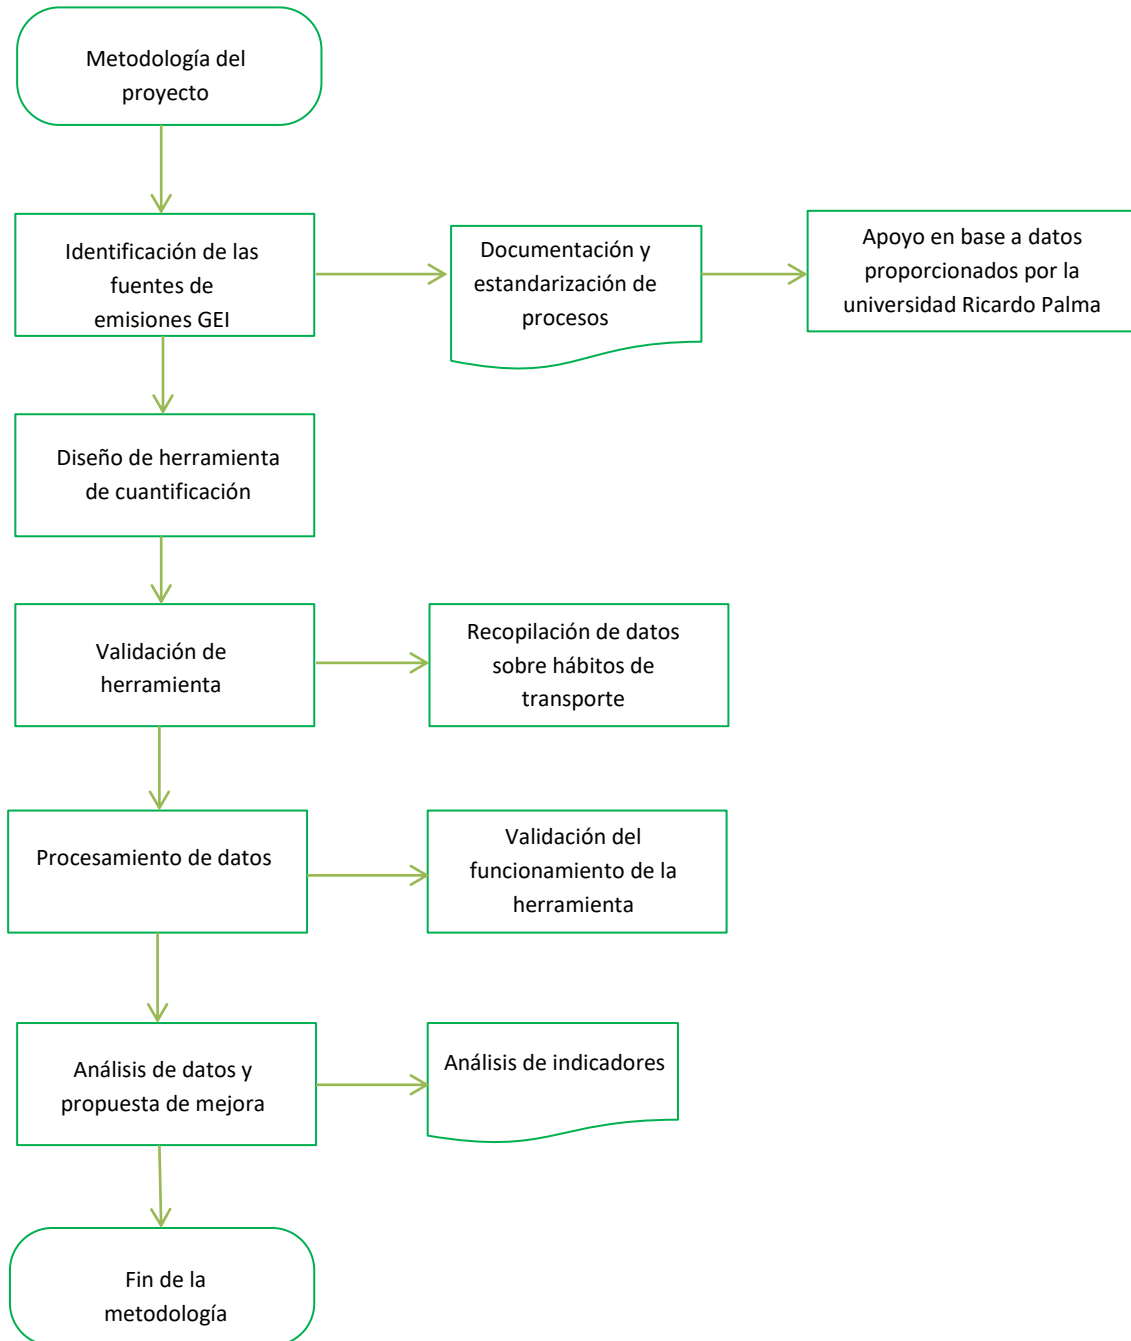 Metodología del
proyecto
Identificación de las
fuentes de
emisiones GEI
Documentación y
estandarización de
procesos
Apoyo en base a datos
proporcionados por la
universidad Ricardo Palma
Diseño de herramienta
de cuantificación
Validación de
herramienta
Recopilación de datos
sobre hábitos de
transporte
Procesamiento de datos
Validación del
funcionamiento de la
herramienta
Análisis de datos y
propuesta de mejora
Análisis de indicadores
Fin de la
metodología